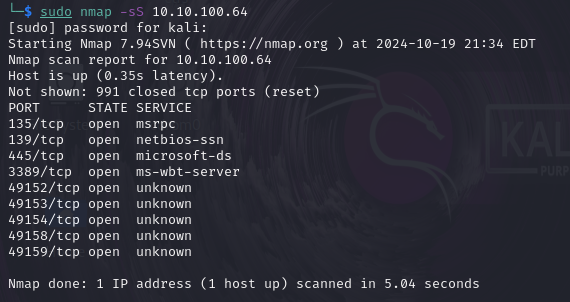 └─$ sudo nmap -sS 10.10.100.64
[sudo] password for kali:
Starting Nmap 7.94SVN ( https://nmap.org ) at 2024-10-19 21:34 EDT
Nmap scan report for 10.10.100.64
Host is up (0.35s latency).
Not shown: 991 closed tcp ports (reset)
PORT      STATE SERVICE
135/tcp   open  msrpc
139/tcp   open  netbios-ssn
445/tcp   open  microsoft-ds
3389/tcp  open  ms-wbt-server
49152/tcp open  unknown
49153/tcp open  unknown
49154/tcp open  unknown
49158/tcp open  unknown
49159/tcp open  unknown
Nmap done: 1 IP address (1 host up) scanned in 5.04 seconds
KALI
PURP